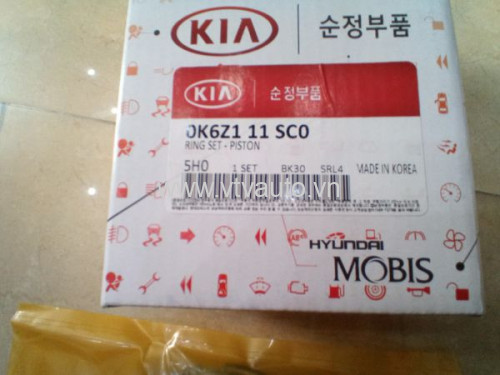 KIA 순정부품
KIA 순정부품
0K6Z1 11 SC0
RING SET - PISTON
5H0 1 SET BK30 SRL4 MADE IN KOREA
www.vtvauto.vn
HYUNDAI
MOBIS